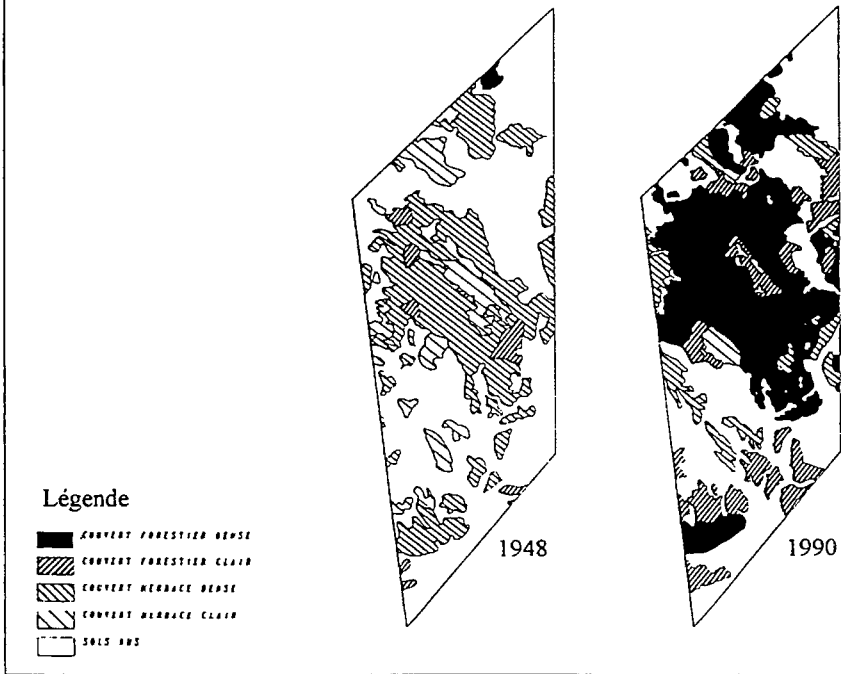 Légende
COUVERT FORESTIER DENSE
COUVERT FORESTIER CLAIR
COUVERT HERBACE DENSE
COUVERT HERBACE CLAIR
SOLS NUS
1948
1990